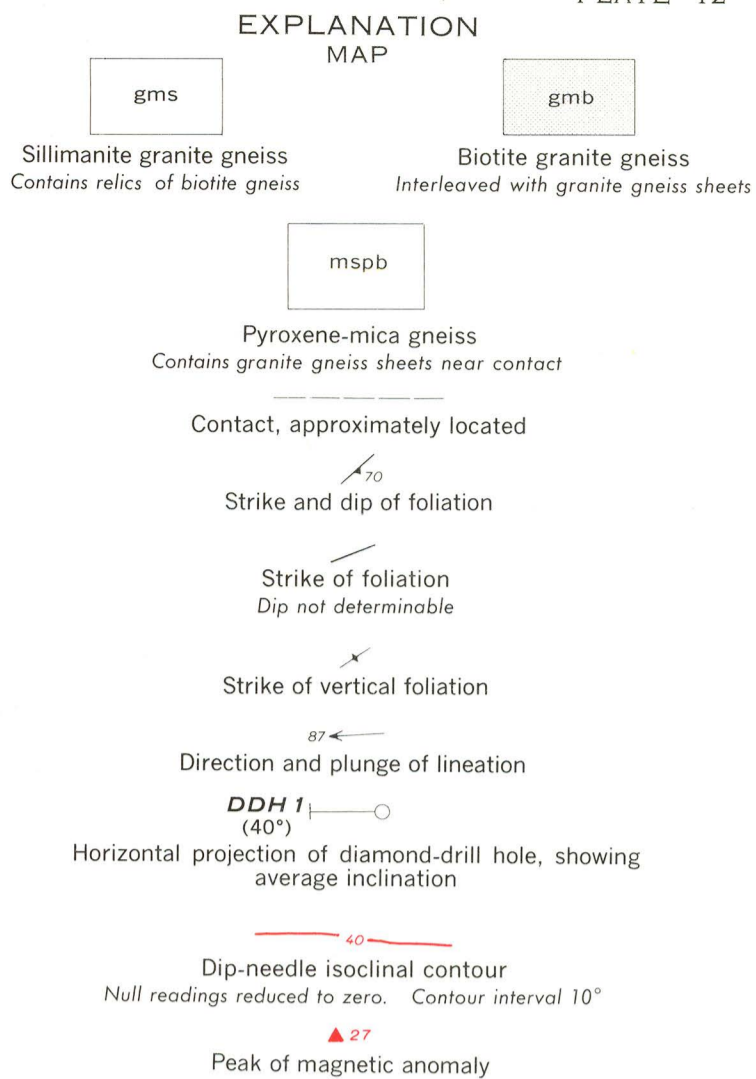 EXPLANATION
MAP
gms
gmb
Sillimanite granite gneiss
Contains relics of biotite gneiss
Biotite granite gneiss
Interleaved with granite gneiss sheets
mspb
Pyroxene-mica gneiss
Contains granite gneiss sheets near contact
Contact, approximately located
70
Strike and dip of foliation
Strike of foliation
Dip not determinable
Strike of vertical foliation
87
Direction and plunge of lineation
DDH 1
(40°)
Horizontal projection of diamond-drill hole, showing
average inclination
40
Dip-needle isoclinal contour
Null readings reduced to zero. Contour interval 10°
27
Peak of magnetic anomaly